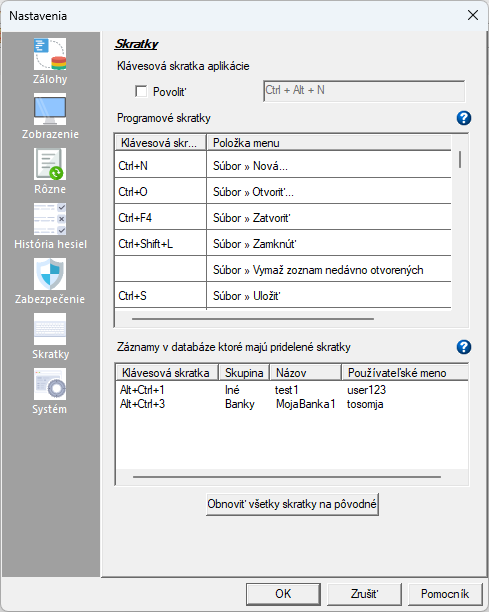 Nastavenia
Zálohy
Zobrazenie
Rôzne
História hesiel
Zabezpečenie
Skratky
Systém
Skratky
Klávesová skratka aplikácie
Povoliť
Ctrl + Alt + N
Programové skratky
Klávesová skr... Položka menu
Ctrl+N Súbor » Nová...
Ctrl+O Súbor » Otvoriť...
Ctrl+F4 Súbor » Zatvoriť
Ctrl+Shift+L Súbor » Zamknúť
Súbor » Vymaž zoznam nedávno otvorených
Ctrl+S Súbor » Uložiť
Záznamy v databáze ktoré majú pridelené skratky
Klávesová skratka Skupina Názov Používateľské meno
Alt+Ctrl+1 Iné test1 user123
Alt+Ctrl+3 Banky MojaBanka1 tosomja
Obnoviť všetky skratky na pôvodné
OK Zrušiť Pomocník